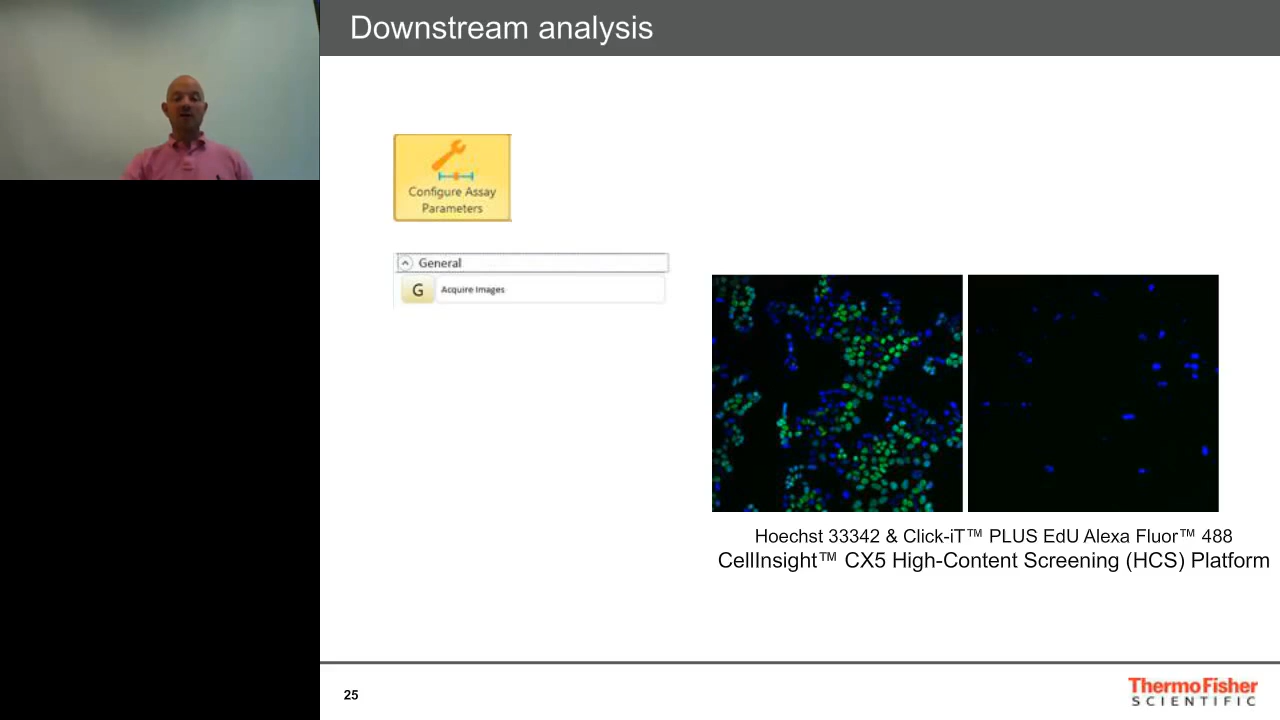 Downstream analysis
Configure Assay
Parameters
General
G Acquire Images
Hoechst 33342 & Click-iT™ PLUS EdU Alexa Fluor™ 488
CellInsight™ CX5 High-Content Screening (HCS) Platform
25
ThermoFisher
SCIENTIFIC